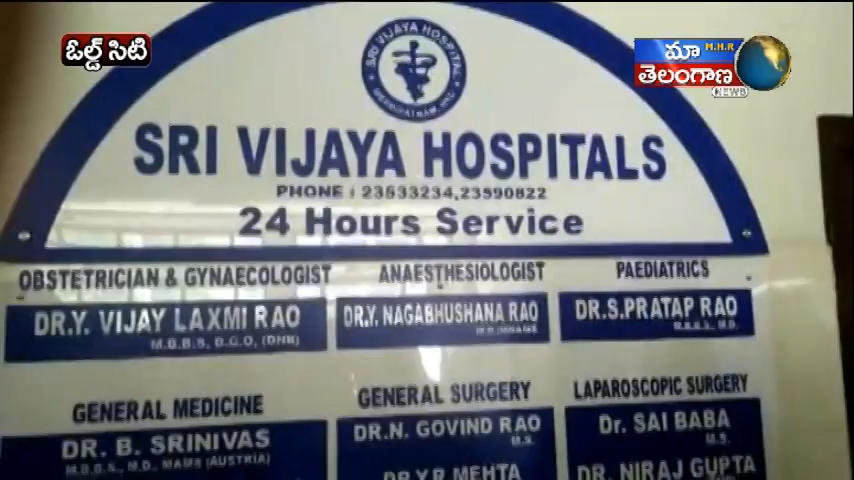 ఓల్డ్ సిటీ
మా M.H.R
తెలంగాణ
NEWS
SRI VIJAYA HOSPITAL
SRI VIJAYA HOSPITALS
PHONE : 23533234,23590822
24 Hours Service
OBSTETRICIAN & GYNAECOLOGIST
DR.Y. VIJAY LAXMI RAO
M.B.B.S, D.G.O, (DNB)
ANAESTHESIOLOGIST
DR.Y. NAGABHUSHANA RAO
PAEDIATRICS
DR.S.PRATAP RAO
M.B.B.S, M.D.
GENERAL MEDICINE
DR. B. SRINIVAS
M.B.B.S., M.D., MAMS (AUSTRIA)
GENERAL SURGERY
DR.N. GOVIND RAO
M.S.
DR.Y.R MEHTA
LAPAROSCOPIC SURGERY
Dr. SAI BABA
M.S.
DR. NIRAJ GUPTA